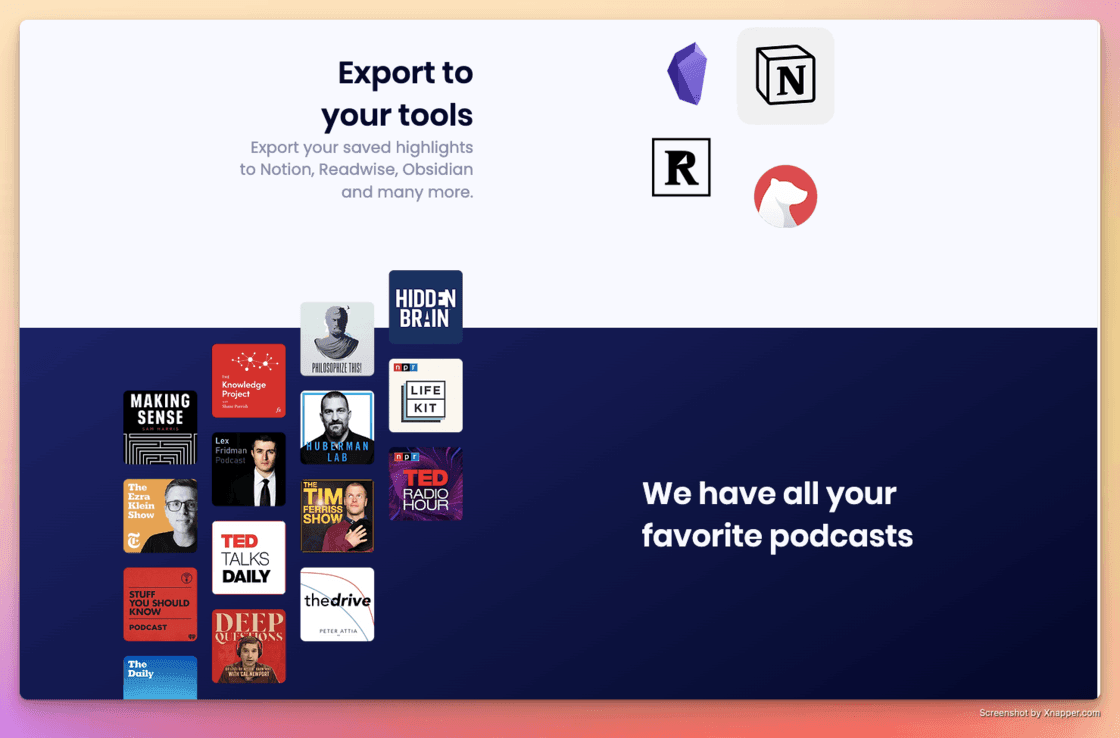 Export to
your tools
Export your saved highlights
to Notion, Readwise, Obsidian
and many more.
N
R
HIDDEN
BRAIN
PHILOSOPHIZE THIS!
THE
Knowledge
Project
Shane Parrish
fs
npr
LIFE
KIT
MAKING
SENSE
SAM HARRIS
HUBERMAN
LAB
Lex
Fridman
Podcast
npr
TED
RADIO
HOUR
The
Ezra
Klein
Show
THE
TIM
FERRISS
SHOW
TED
TALKS
DAILY
We have all your
favorite podcasts
STUFF
YOU SHOULD
KNOW
PODCAST
thedrive
PETER ATTIA
DEEP
QUESTIONS
WITH CAL NEWPORT
The
Daily
Screenshot by Xnapper.com